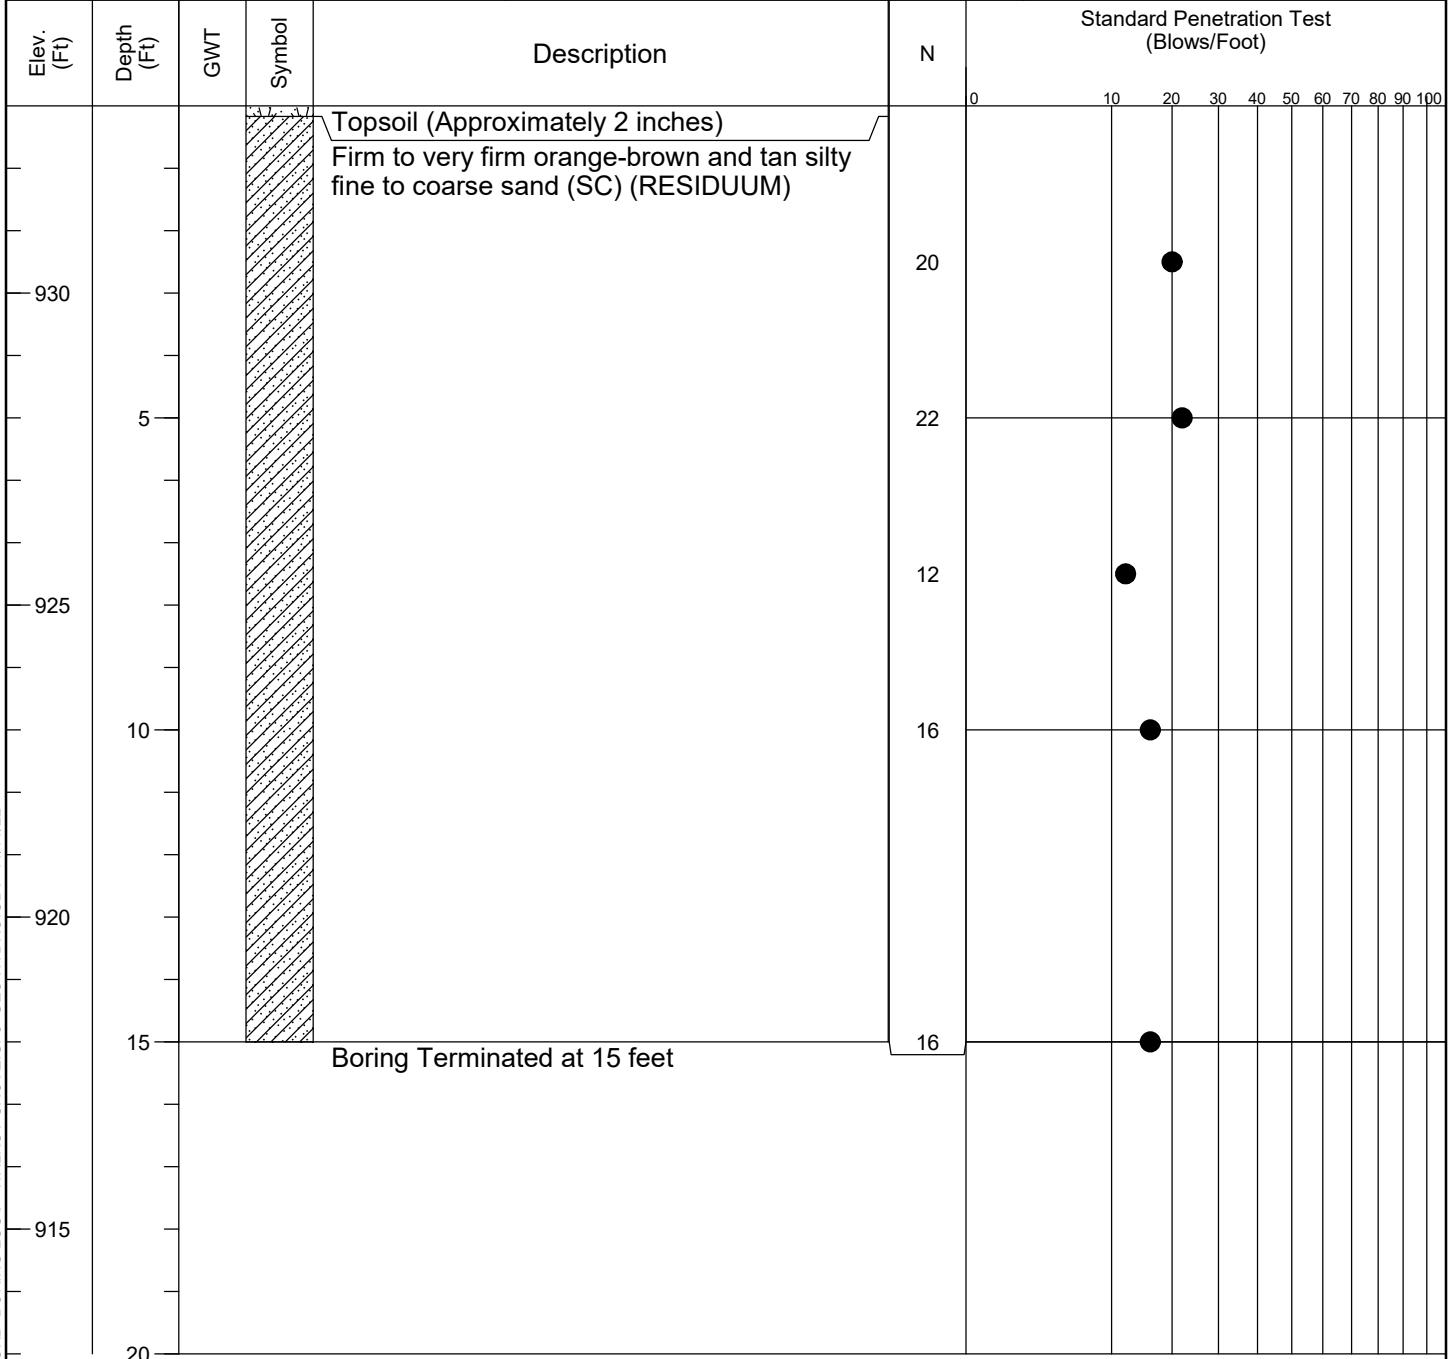 Elev.
(Ft)
Depth
(Ft)
GWT
Symbol
Description
N
Standard Penetration Test
(Blows/Foot)
0 10 20 30 40 50 60 70 80 90 100
Topsoil (Approximately 2 inches)
Firm to very firm orange-brown and tan silty
fine to coarse sand (SC) (RESIDUUM)
20
930
5 22
12
925
10 16
920
15 16
Boring Terminated at 15 feet
915
20